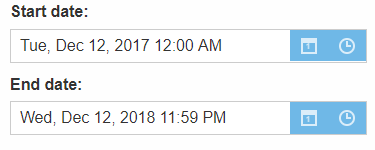 Start date:
Tue, Dec 12, 2017 12:00 AM
End date:
Wed, Dec 12, 2018 11:59 PM